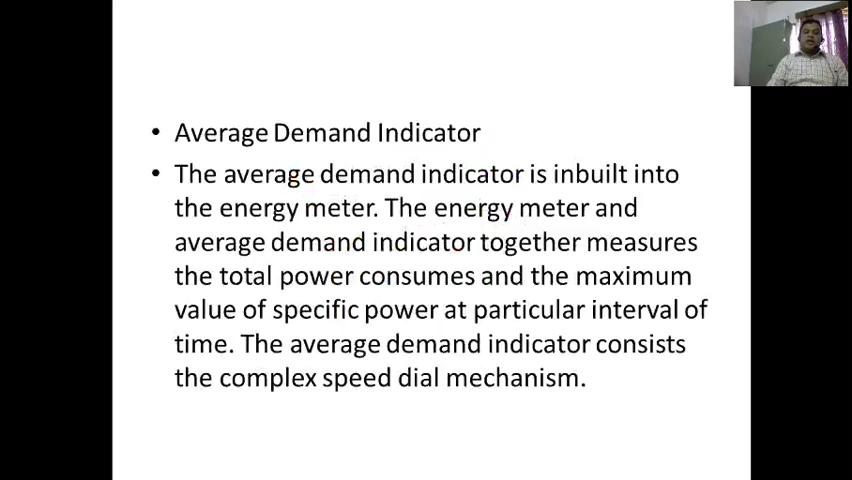 • Average Demand Indicator
• The average demand indicator is inbuilt into
the energy meter. The energy meter and
average demand indicator together measures
the total power consumes and the maximum
value of specific power at particular interval of
time. The average demand indicator consists
the complex speed dial mechanism.